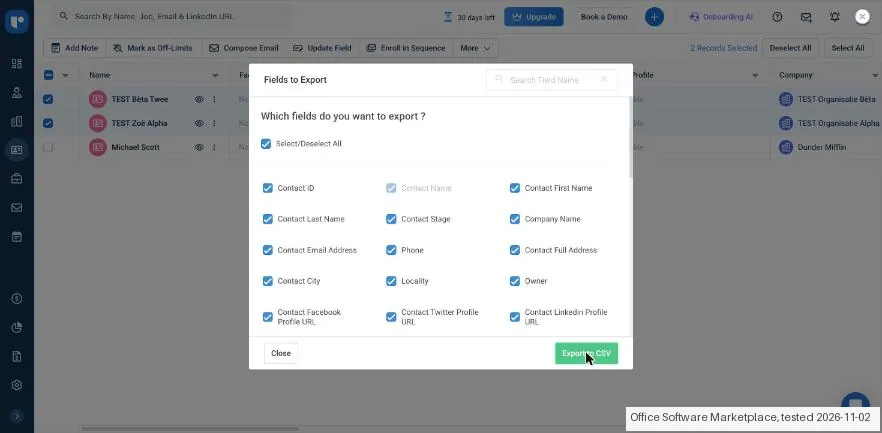 Search By Name, Job, Email & LinkedIn URL
30 days left
Upgrade
Book a Demo
Onboarding AI
Add Note
Mark as Off-Limits
Compose Email
Update Field
Enroll in Sequence
More
2 Records Selected
Deselect All
Select All
Name
Company
TEST Bèta Twee
TEST Organisatie Bèta
TEST Zoë Alpha
TEST Organisatie Alpha
Michael Scott
Dunder Mifflin
Fields to Export
Search Field Name
Which fields do you want to export ?
Select/Deselect All
Contact ID
Contact Name
Contact First Name
Contact Last Name
Contact Stage
Company Name
Contact Email Address
Phone
Contact Full Address
Contact City
Locality
Owner
Contact Facebook
Profile URL
Contact Twitter Profile
URL
Contact Linkedin Profile
URL
Close
Export to CSV
Office Software Marketplace, tested 2026-11-02